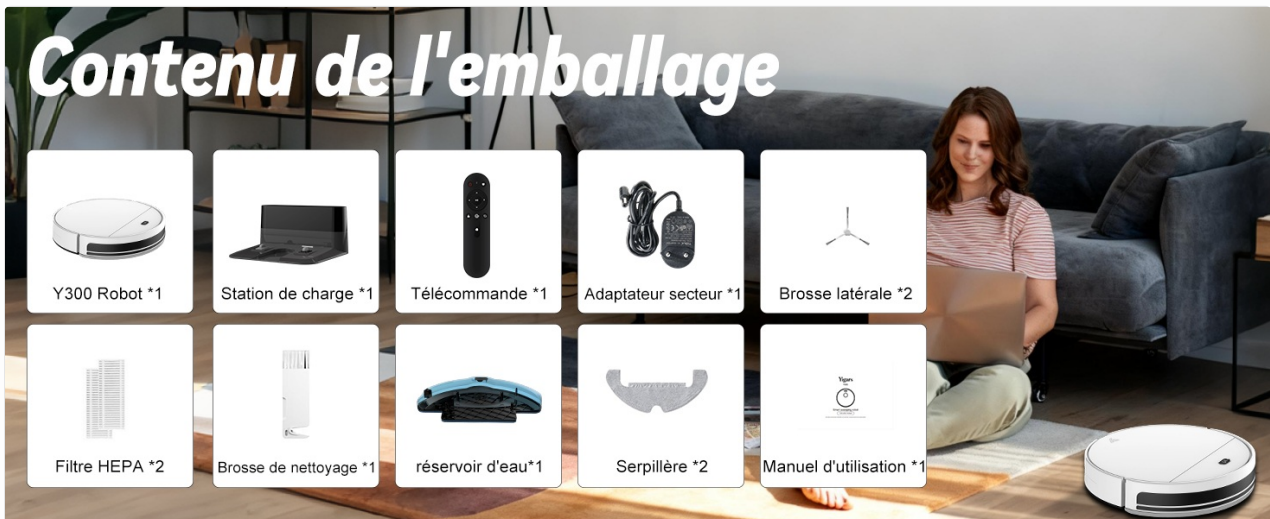 Contenu de l'emballage
Y300 Robot *1
Station de charge *1
Télécommande *1
Adaptateur secteur *1
Brosse latérale *2
Filtre HEPA *2
Brosse de nettoyage *1
réservoir d'eau*1
Serpillère *2
Manuel d'utilisation *1